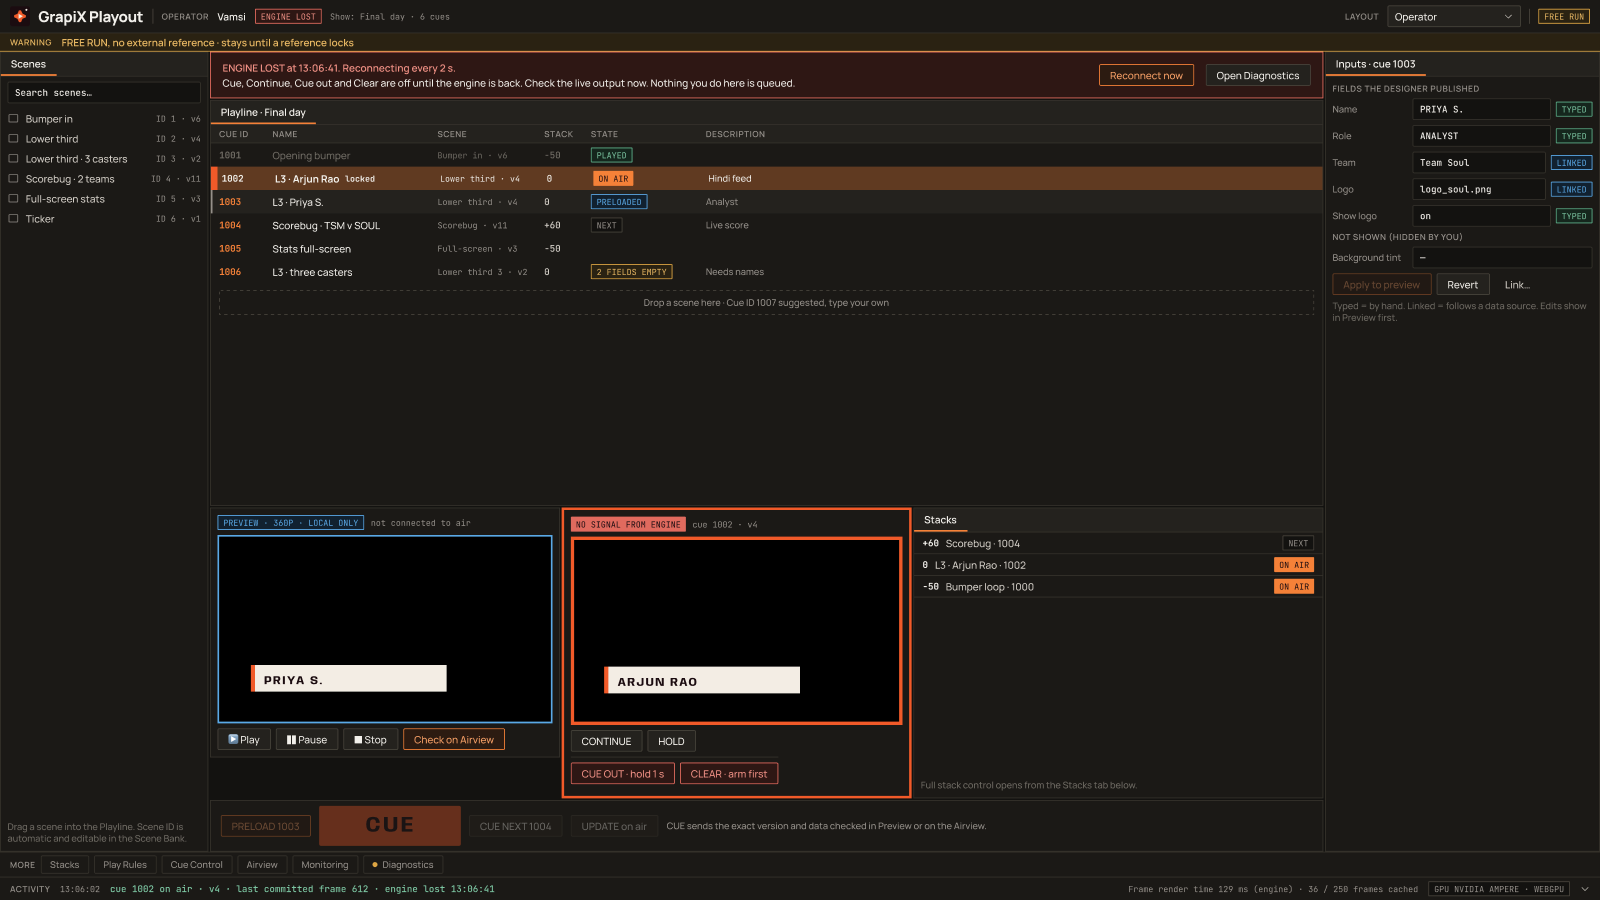 GrapiX Playout OPERATOR Vamsi ENGINE LOST Show: Final day · 6 cues LAYOUT Operator FREE RUN
WARNING FREE RUN, no external reference · stays until a reference locks
Scenes
Search scenes…
Bumper in ID 1 · v6
Lower third ID 2 · v4
Lower third · 3 casters ID 3 · v2
Scorebug · 2 teams ID 4 · v11
Full-screen stats ID 5 · v3
Ticker ID 6 · v1
Drag a scene into the Playline. Scene ID is
automatic and editable in the Scene Bank.
ENGINE LOST at 13:06:41. Reconnecting every 2 s.
Cue, Continue, Cue out and Clear are off until the engine is back. Check the live output now. Nothing you do here is queued.
Reconnect now Open Diagnostics
Playline · Final day
CUE ID NAME SCENE STACK STATE DESCRIPTION
1001 Opening bumper Bumper in · v6 -50 PLAYED
1002 L3 · Arjun Rao locked Lower third · v4 0 ON AIR Hindi feed
1003 L3 · Priya S. Lower third · v4 0 PRELOADED Analyst
1004 Scorebug · TSM v SOUL Scorebug · v11 +60 NEXT Live score
1005 Stats full-screen Full-screen · v3 -50
1006 L3 · three casters Lower third 3 · v2 0 2 FIELDS EMPTY Needs names
Drop a scene here · Cue ID 1007 suggested, type your own
PREVIEW · 360P · LOCAL ONLY not connected to air
PRIYA S.
Play Pause Stop Check on Airview
NO SIGNAL FROM ENGINE cue 1002 · v4
ARJUN RAO
CONTINUE HOLD
CUE OUT · hold 1 s CLEAR · arm first
Stacks
+60 Scorebug · 1004 NEXT
0 L3 · Arjun Rao · 1002 ON AIR
-50 Bumper loop · 1000 ON AIR
Full stack control opens from the Stacks tab below.
PRELOAD 1003 CUE CUE NEXT 1004 UPDATE on air CUE sends the exact version and data checked in Preview or on the Airview.
Inputs · cue 1003
FIELDS THE DESIGNER PUBLISHED
Name PRIYA S. TYPED
Role ANALYST TYPED
Team Team Soul LINKED
Logo logo_soul.png LINKED
Show logo on TYPED
NOT SHOWN (HIDDEN BY YOU)
Background tint —
Apply to preview Revert Link…
Typed = by hand. Linked = follows a data source. Edits show
in Preview first.
MORE Stacks Play Rules Cue Control Airview Monitoring Diagnostics
ACTIVITY 13:06:02 cue 1002 on air · v4 · last committed frame 612 · engine lost 13:06:41 Frame render time 129 ms (engine) · 36 / 250 frames cached GPU NVIDIA AMPERE · WEBGPU